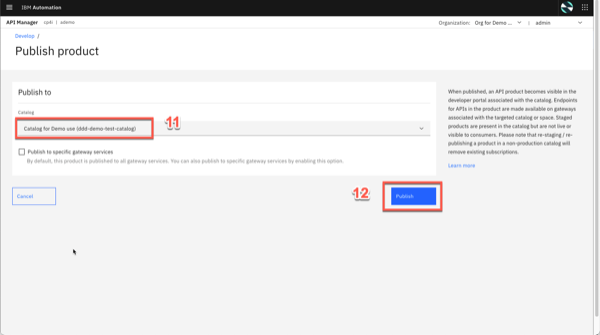 IBM Automation
API Manager cp4i ademo Organization: Org for Demo ... admin
Develop /
Publish product
Publish to
Catalog
Catalog for Demo use (ddd-demo-test-catalog)
11
Publish to specific gateway services
By default, this product is published to all gateway services. You can also publish to specific gateway services by enabling this option.
Cancel
12
Publish
When published, an API product becomes visible in the
developer portal associated with the catalog. Endpoints
for APIs in the product are made available on gateways
associated with the targeted catalog or space. Staged
products are present in the catalog but are not live or
visible to consumers. Please note that re-staging / re-
publishing a product in a non-production catalog will
remove existing subscriptions.
Learn more